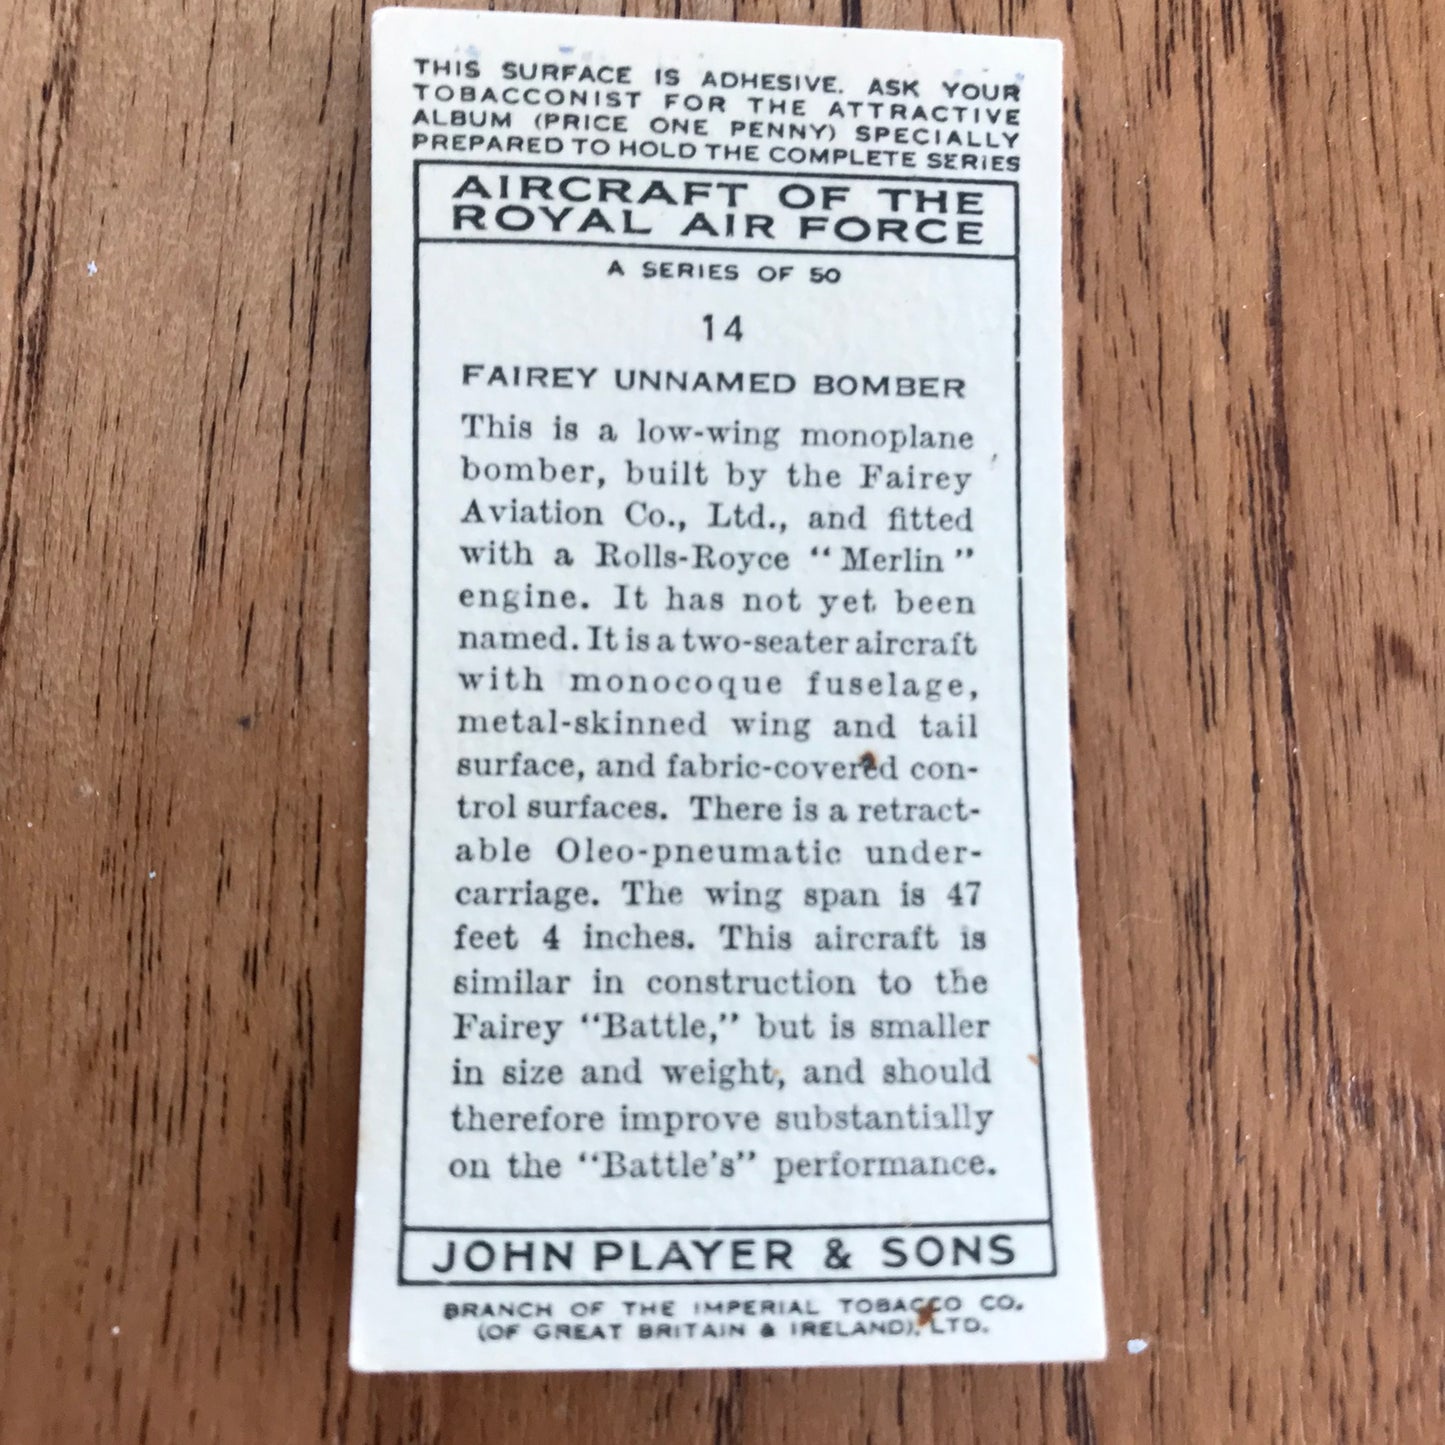 THIS SURFACE IS ADHESIVE. ASK YOUR
TOBACCONIST FOR THE ATTRACTIVE
ALBUM (PRICE ONE PENNY) SPECIALLY
PREPARED TO HOLD THE COMPLETE SERIES
AIRCRAFT OF THE
ROYAL AIR FORCE
A SERIES OF 50
14
FAIREY UNNAMED BOMBER
This is a low-wing monoplane
bomber, built by the Fairey
Aviation Co., Ltd., and fitted
with a Rolls-Royce “Merlin”
engine. It has not yet been
named. It is a two-seater aircraft
with monocoque fuselage,
metal-skinned wing and tail
surface, and fabric-covered con-
trol surfaces. There is a retract-
able Oleo-pneumatic under-
carriage. The wing span is 47
feet 4 inches. This aircraft is
similar in construction to the
Fairey “Battle,” but is smaller
in size and weight, and should
therefore improve substantially
on the “Battle's” performance.
JOHN PLAYER & SONS
BRANCH OF THE IMPERIAL TOBACCO CO.
(OF GREAT BRITAIN & IRELAND), LTD.